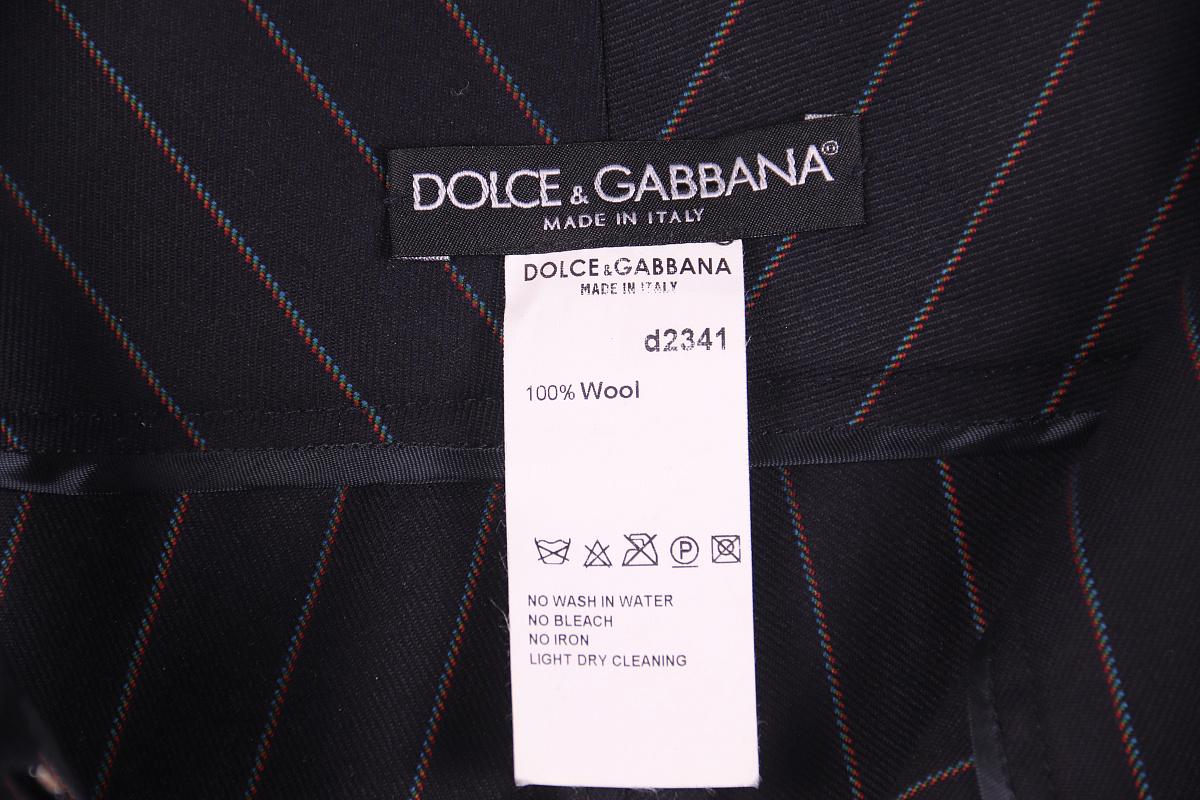 DOLCE & GABBANA®
MADE IN ITALY
DOLCE & GABBANA
MADE IN ITALY
d2341
100% Wool
P
NO WASH IN WATER
NO BLEACH
NO IRON
LIGHT DRY CLEANING